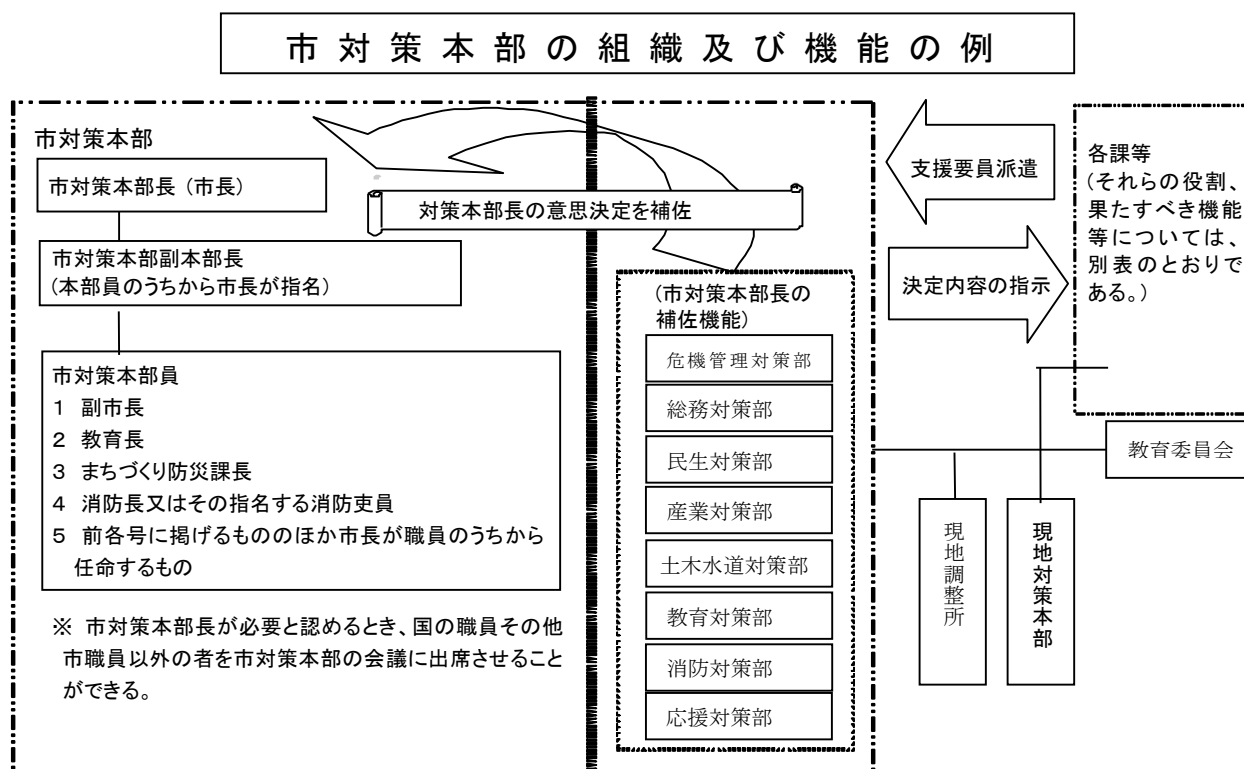 市対策本部の組織及び機能の例
市対策本部
市対策本部長（市長）
対策本部長の意思決定を補佐
市対策本部副本部長
（本部員のうちから市長が指名）
市対策本部員
１　副市長
２　教育長
３　まちづくり防災課長
４　消防長又はその指名する消防吏員
５　前各号に掲げるもののほか市長が職員のうちから
任命するもの
※　市対策本部長が必要と認めるとき、国の職員その他
市職員以外の者を市対策本部の会議に出席させること
ができる。
（市対策本部長の
補佐機能）
危機管理対策部
総務対策部
民生対策部
産業対策部
土木水道対策部
教育対策部
消防対策部
応援対策部
支援要員派遣
決定内容の指示
各課等
（それらの役割、
果たすべき機能
等については、
別表のとおりで
ある。）
教育委員会
現地調整所
現地対策本部